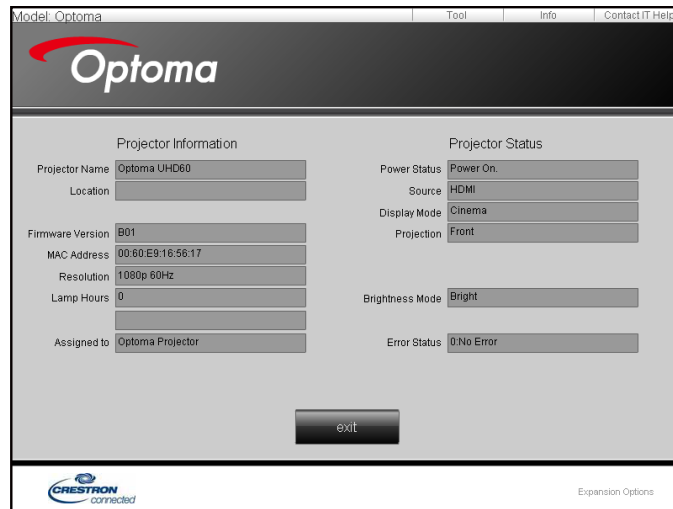 Model: Optoma
Tool
Info
Contact IT Help
Optoma
Projector Information
Projector Name Optoma UHD60
Location
Firmware Version B01
MAC Address 00:60:E9:16:56:17
Resolution 1080p 60Hz
Lamp Hours 0
Assigned to Optoma Projector
Projector Status
Power Status Power On.
Source HDMI
Display Mode Cinema
Projection Front
Brightness Mode Bright
Error Status 0:No Error
exit
CRESTRON
connected
Expansion Options